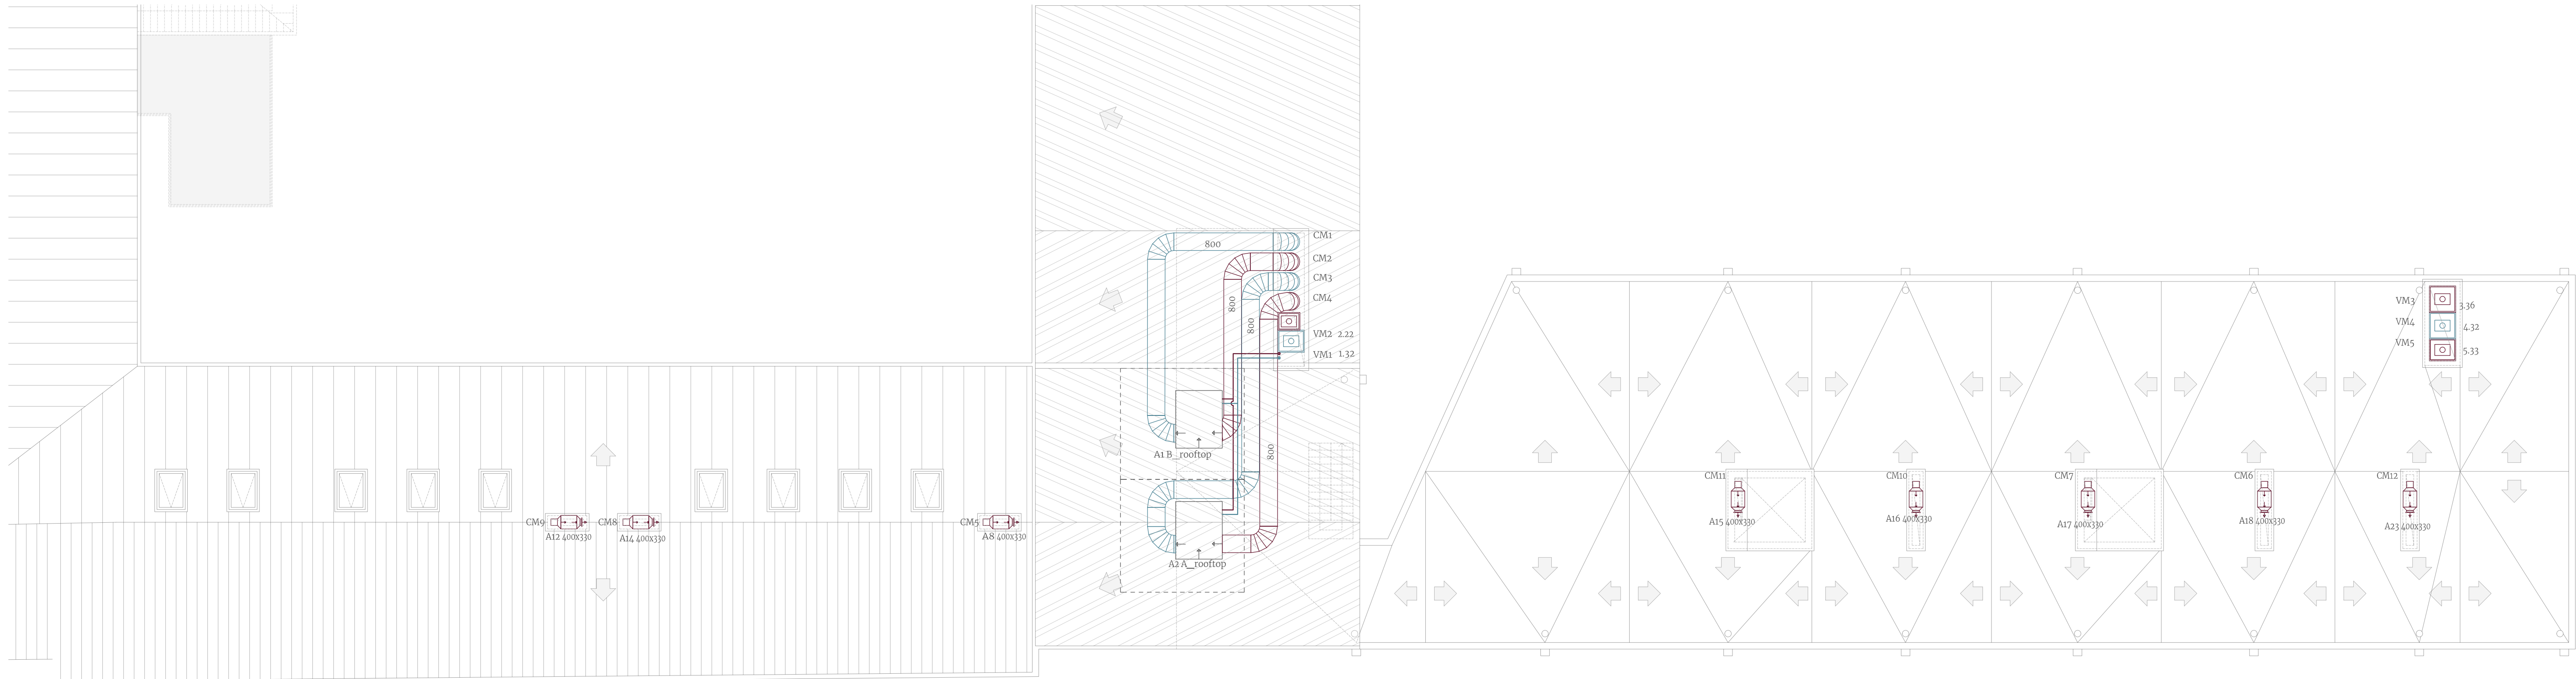 CM1
800
CM2
CM3
CM4
800
800
VM2 2.22
VM1 1.32
800
A1 B_rooftop
A2 A_rooftop
CM9
A12 400x330
CM8
A14 400x330
CM5
A8 400x330
VM3
3.36
VM4
4.32
VM5
5.33
CM11
A15 400x330
CM10
A16 400x330
CM7
A17 400x330
CM6
A18 400x330
CM12
A23 400x330